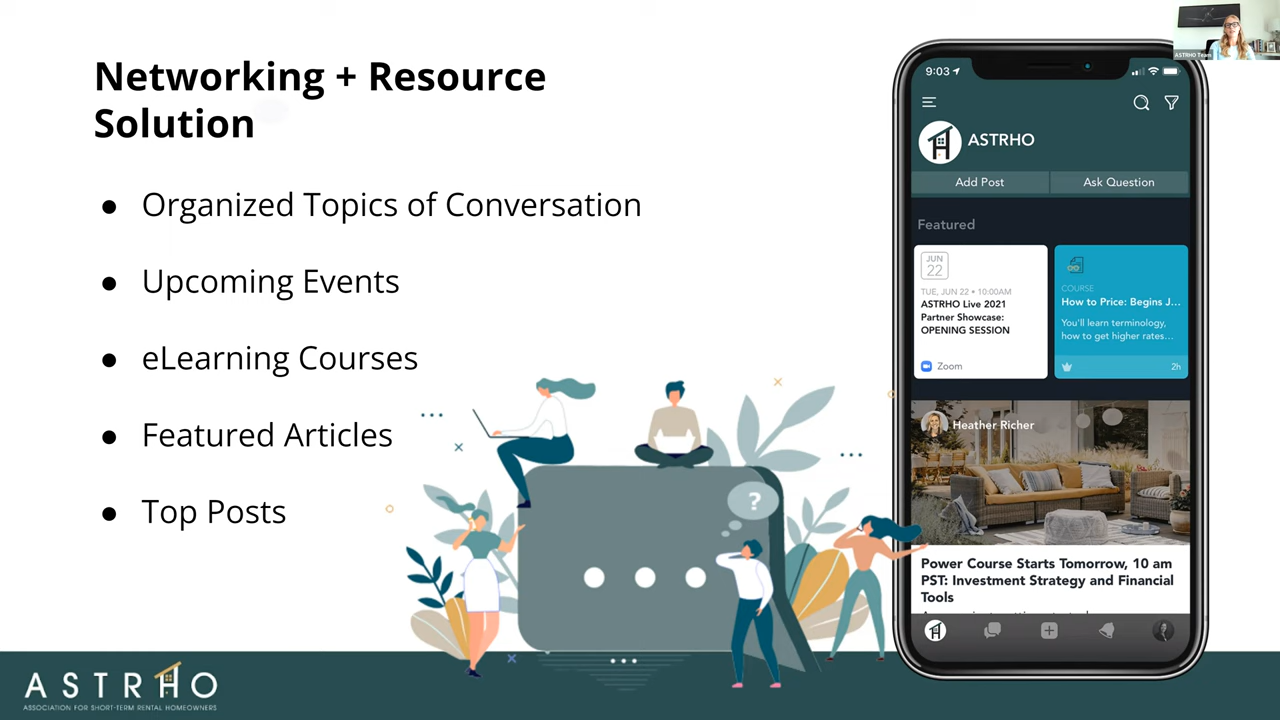 Networking + Resource
Solution
● Organized Topics of Conversation
● Upcoming Events
● eLearning Courses
● Featured Articles
● Top Posts
ASTRHO
ASSOCIATION FOR SHORT-TERM RENTAL HOMEOWNERS
?
ASTRHO Team
9:03
ASTRHO
Add Post
Ask Question
Featured
JUN
22
TUE, JUN 22 • 10:00AM
ASTRHO Live 2021
Partner Showcase:
OPENING SESSION
Zoom
COURSE
How to Price: Begins J...
You'll learn terminology,
how to get higher rates...
2h
Heather Richer
Power Course Starts Tomorrow, 10 am
PST: Investment Strategy and Financial
Tools